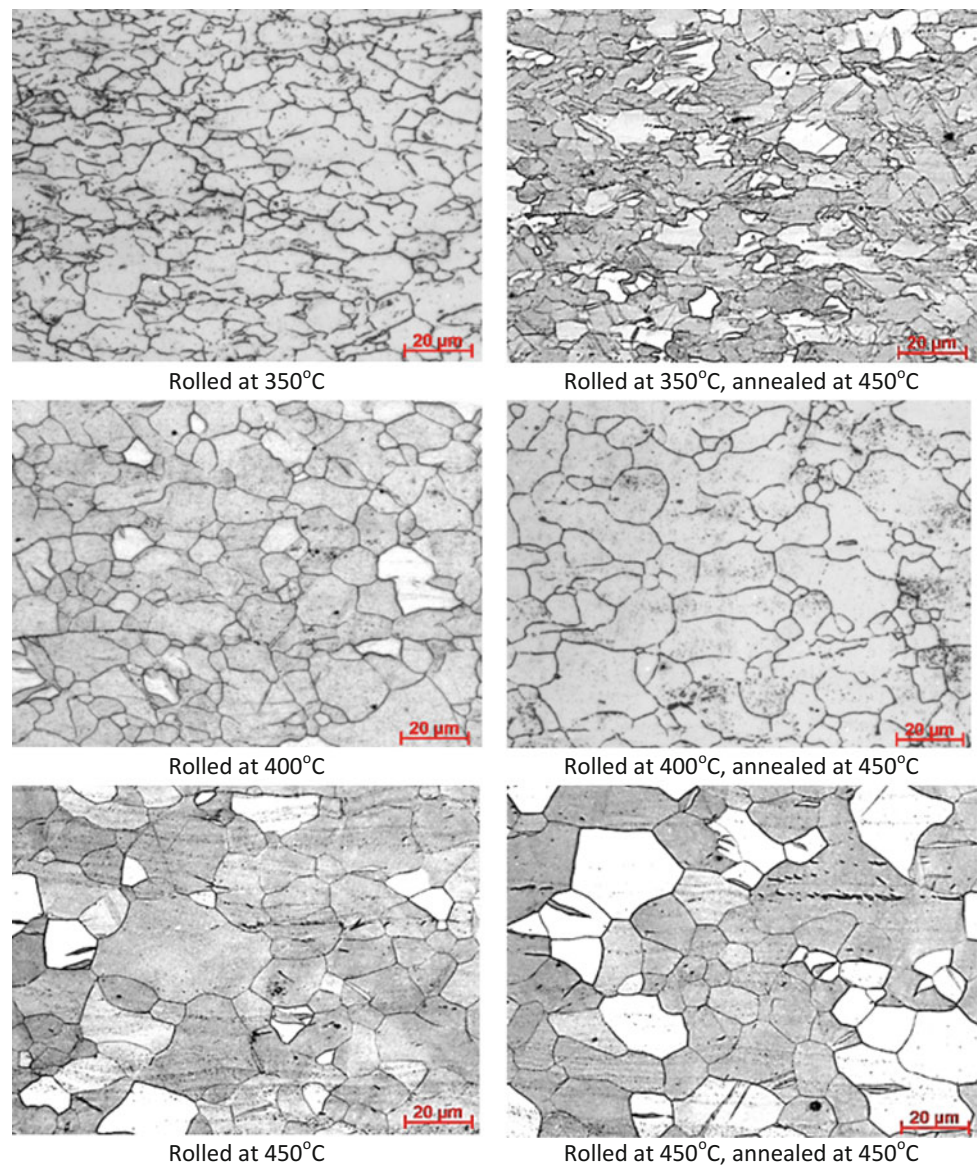 20 µm
20 µm
Rolled at 350°C
Rolled at 350°C, annealed at 450°C
20 µm
20 µm
Rolled at 400°C
Rolled at 400°C, annealed at 450°C
20 µm
20 µm
Rolled at 450°C
Rolled at 450°C, annealed at 450°C